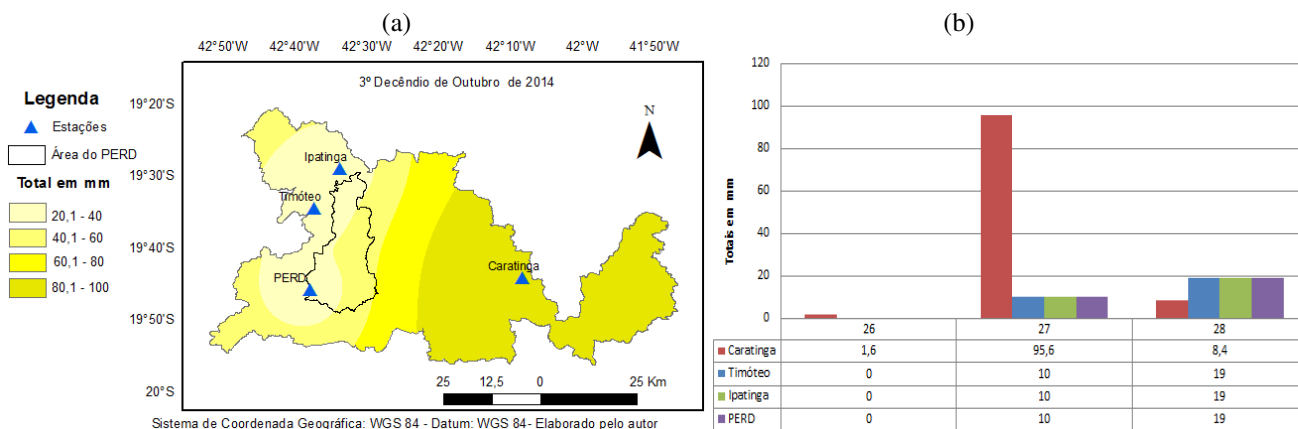 (a)
(b)
42°50'W 42°40'W 42°30'W 42°20'W 42°10'W 42°W 41°50'W
3º Decêndio de Outubro de 2014
Legenda
Estações
Área do PERD
Total em mm
20,1 - 40
40,1 - 60
60,1 - 80
80,1 - 100
19°20'S
19°30'S
19°40'S
19°50'S
20°S
N
Ipatinga
Timóteo
PERD
Caratinga
25 12,5 0 25 Km
Sistema de Coordenada Geográfica: WGS 84 - Datum: WGS 84- Elaborado pelo autor
Totais em mm
120
100
80
60
40
20
0
26 27 28
Caratinga 1,6 95,6 8,4
Timóteo 0 10 19
Ipatinga 0 10 19
PERD 0 10 19